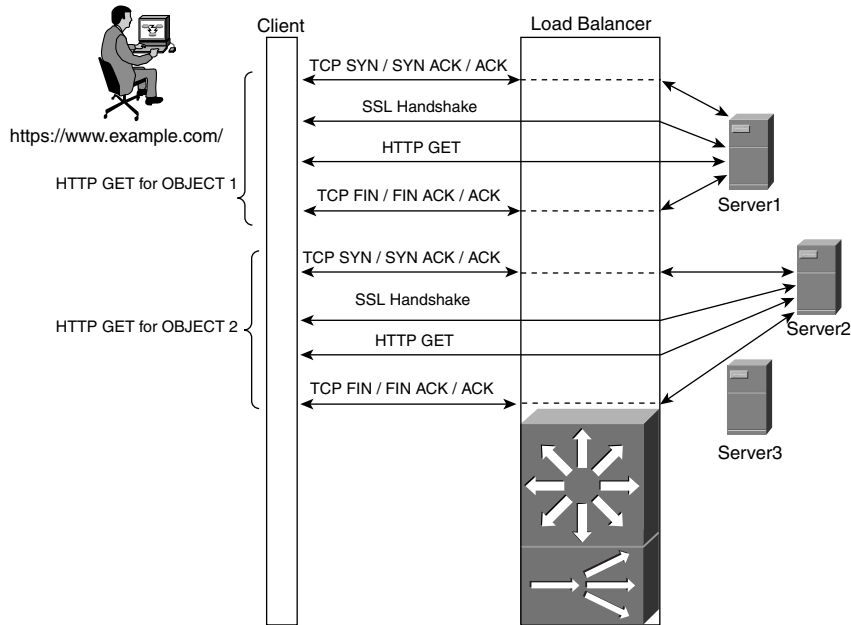 Client
Load Balancer
TCP SYN / SYN ACK / ACK
SSL Handshake
https://www.example.com/
HTTP GET
HTTP GET for OBJECT 1
TCP FIN / FIN ACK / ACK
Server1
TCP SYN / SYN ACK / ACK
SSL Handshake
HTTP GET for OBJECT 2
Server2
HTTP GET
TCP FIN / FIN ACK / ACK
Server3